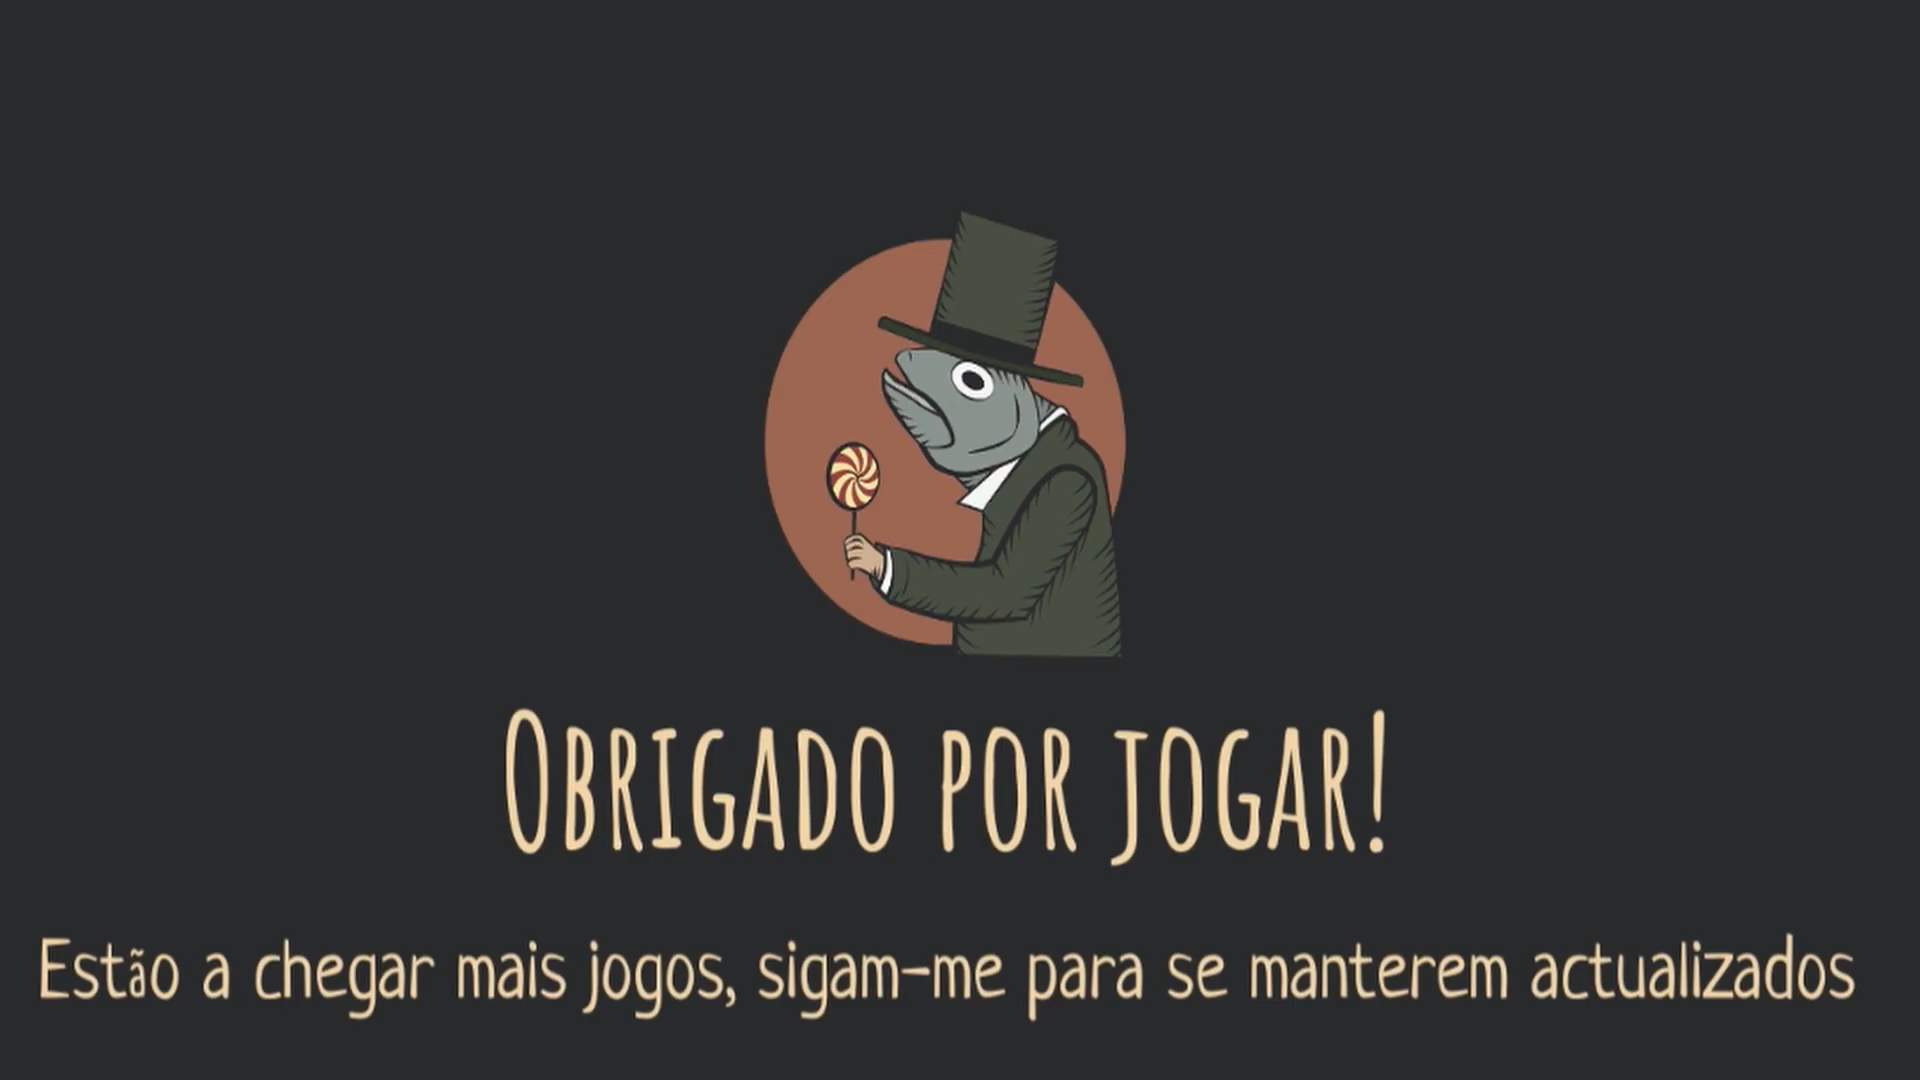 OBRIGADO POR JOGAR!
Estão a chegar mais jogos, sigam-me para se manterem actualizados